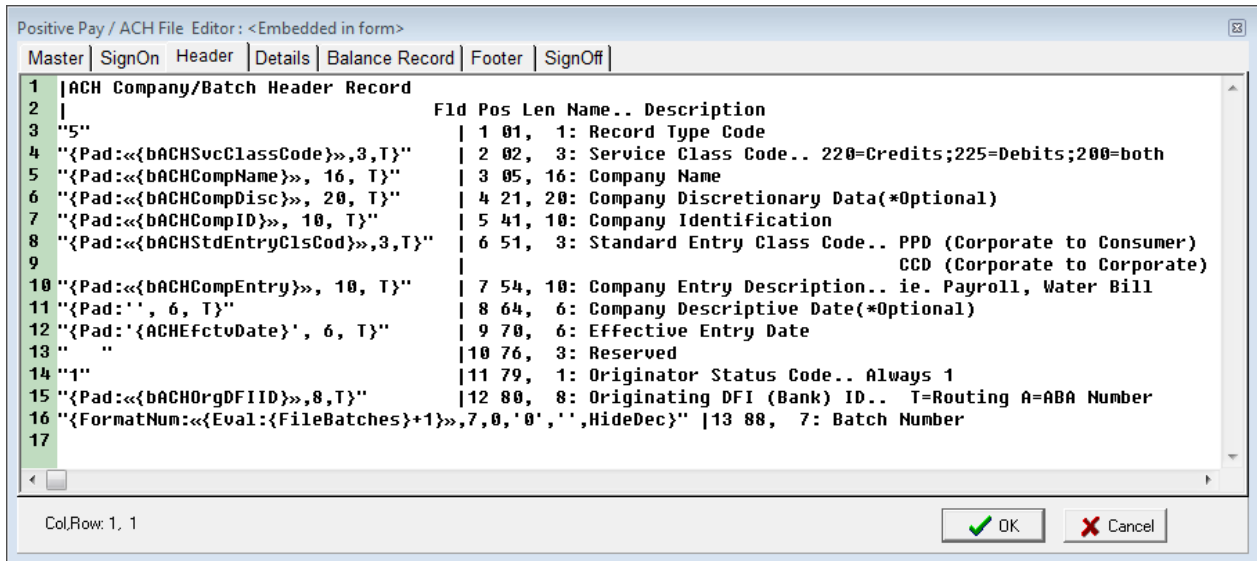 Positive Pay / ACH File Editor : <Embedded in form>
Master SignOn Header Details Balance Record Footer SignOff
1 |ACH Company/Batch Header Record
2 | Fld Pos Len Name.. Description
3 "5" | 1 01, 1: Record Type Code
4 "{Pad:«{bACHSvcClassCode}»,3,T}" | 2 02, 3: Service Class Code.. 220=Credits;225=Debits;200=both
5 "{Pad:«{bACHCompName}», 16, T}" | 3 05, 16: Company Name
6 "{Pad:«{bACHCompDisc}», 20, T}" | 4 21, 20: Company Discretionary Data(*Optional)
7 "{Pad:«{bACHCompID}», 10, T}" | 5 41, 10: Company Identification
8 "{Pad:«{bACHStdEntryClsCod}»,3,T}" | 6 51, 3: Standard Entry Class Code.. PPD (Corporate to Consumer)
9 | CCD (Corporate to Corporate)
10 "{Pad:«{bACHCompEntry}», 10, T}" | 7 54, 10: Company Entry Description.. ie. Payroll, Water Bill
11 "{Pad:'', 6, T}" | 8 64, 6: Company Descriptive Date(*Optional)
12 "{Pad:'{ACHEfctvDate}', 6, T}" | 9 70, 6: Effective Entry Date
13 "   " |10 76, 3: Reserved
14 "1" |11 79, 1: Originator Status Code.. Always 1
15 "{Pad:«{bACHOrgDFIID}»,8,T}" |12 80, 8: Originating DFI (Bank) ID.. T=Routing A=ABA Number
16 "{FormatNum:«{Eval:{FileBatches}+1}»,7,0,'0','',HideDec}" |13 88, 7: Batch Number
17
Col,Row: 1, 1
OK Cancel